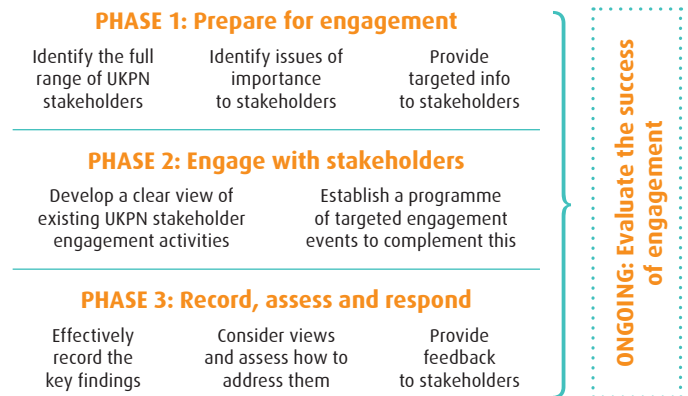 PHASE 1: Prepare for engagement
Identify the full
range of UKPN
stakeholders
Identify issues of
importance
to stakeholders
Provide
targeted info
to stakeholders
PHASE 2: Engage with stakeholders
Develop a clear view of
existing UKPN stakeholder
engagement activities
Establish a programme
of targeted engagement
events to complement this
PHASE 3: Record, assess and respond
Effectively
record the
key findings
Consider views
and assess how to
address them
Provide
feedback
to stakeholders
ONGOING: Evaluate the success
of engagement